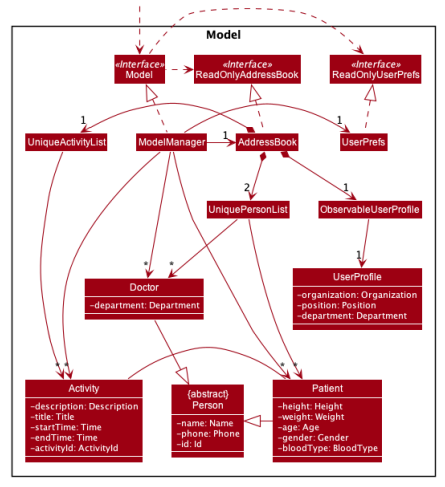 Model
«Interface»
Model
«Interface»
ReadOnlyAddressBook
«Interface»
ReadOnlyUserPrefs
1
1
UniqueActivityList
ModelManager
1
AddressBook
UserPrefs
2
1
UniquePersonList
ObservableUserProfile
1
*
*
Doctor
-department: Department
UserProfile
-organization: Organization
-position: Position
-department: Department
*
*
*
*
Activity
-description: Description
-title: Title
-startTime: Time
-endTime: Time
-activityId: ActivityId
{abstract}
Person
-name: Name
-phone: Phone
-id: Id
Patient
-height: Height
-weight: Weight
-age: Age
-gender: Gender
-bloodType: BloodType